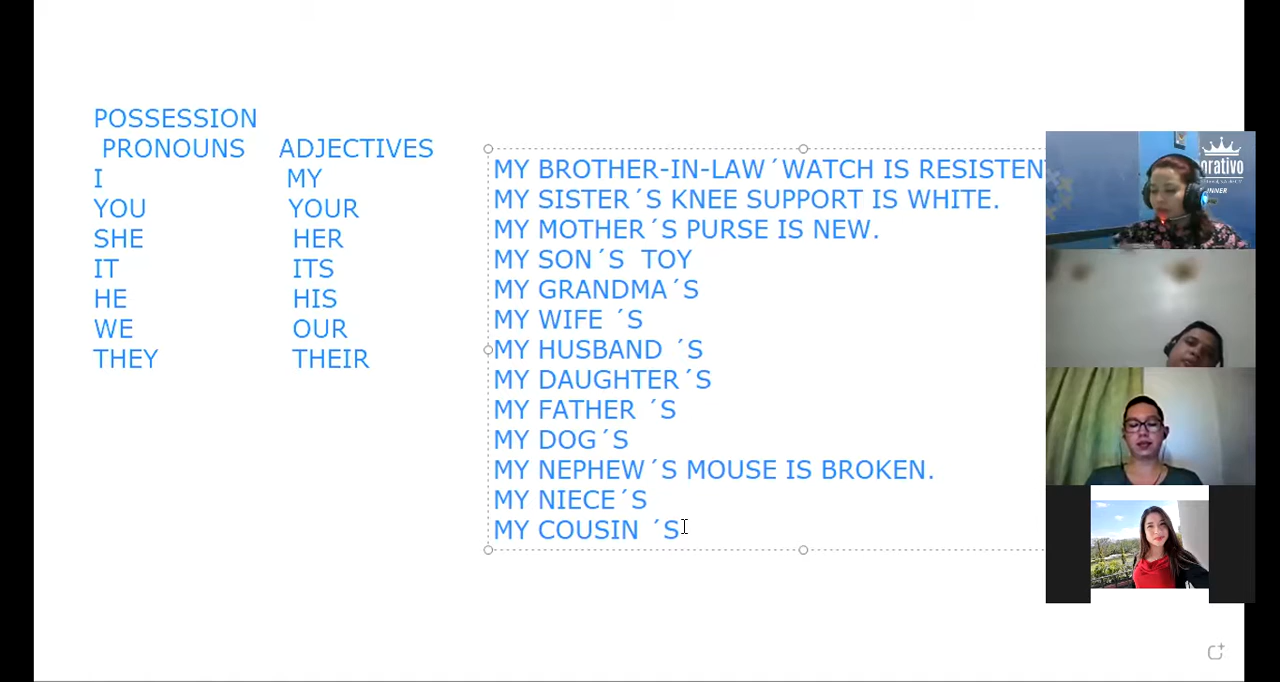 POSSESSION
PRONOUNS ADJECTIVES
I MY
YOU YOUR
SHE HER
IT ITS
HE HIS
WE OUR
THEY THEIR
MY BROTHER-IN-LAW´WATCH IS RESISTENT
MY SISTER´S KNEE SUPPORT IS WHITE.
MY MOTHER´S PURSE IS NEW.
MY SON´S TOY
MY GRANDMA´S
MY WIFE ´S
MY HUSBAND ´S
MY DAUGHTER´S
MY FATHER ´S
MY DOG´S
MY NEPHEW´S MOUSE IS BROKEN.
MY NIECE´S
MY COUSIN ´S
orativo
INNER